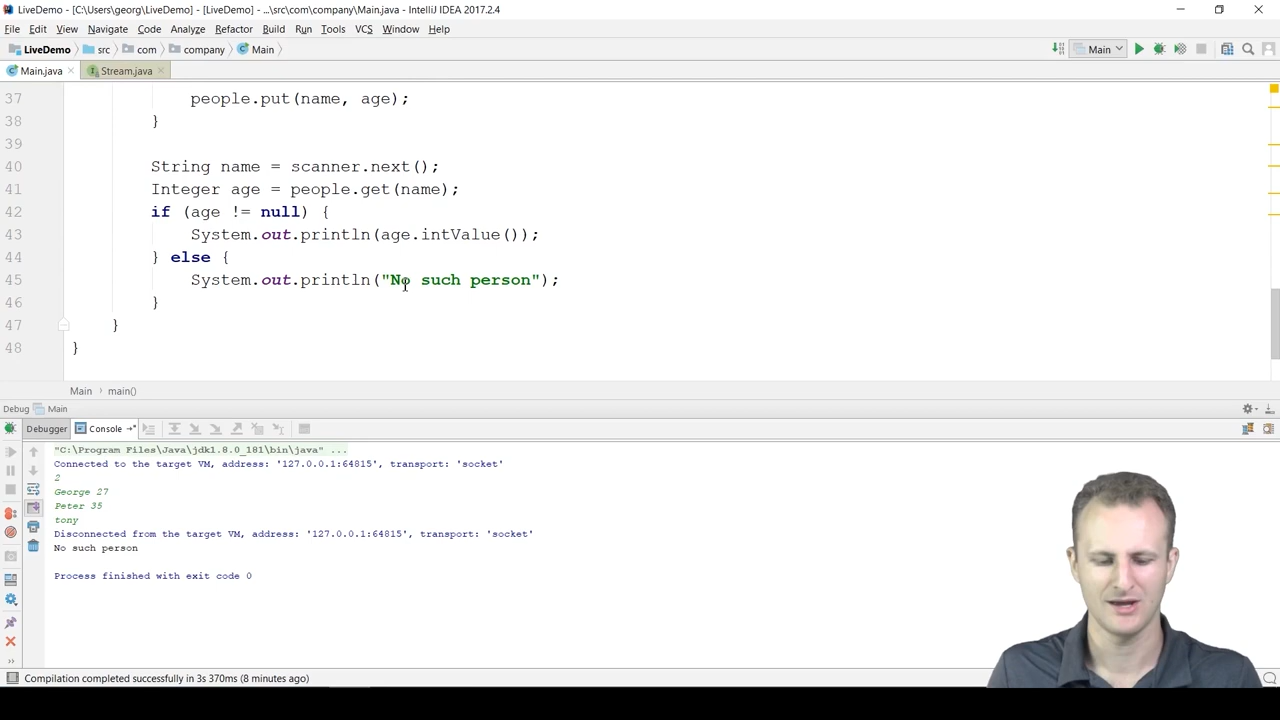 LiveDemo - [C:\Users\georg\LiveDemo] - [LiveDemo] - ...\src\com\company\Main.java - IntelliJ IDEA 2017.2.4
File Edit View Navigate Code Analyze Refactor Build Run Tools VCS Window Help
LiveDemo src com company Main Main
Main.java Stream.java
37 people.put(name, age);
38 }
39
40 String name = scanner.next();
41 Integer age = people.get(name);
42 if (age != null) {
43 System.out.println(age.intValue());
44 } else {
45 System.out.println("No such person");
46 }
47 }
48 }
Main › main()
Debug Main
Debugger Console
"C:\Program Files\Java\jdk1.8.0_181\bin\java" ...
Connected to the target VM, address: '127.0.0.1:64815', transport: 'socket'
2
George 27
Peter 35
tony
Disconnected from the target VM, address: '127.0.0.1:64815', transport: 'socket'
No such person
Process finished with exit code 0
Compilation completed successfully in 3s 370ms (8 minutes ago)